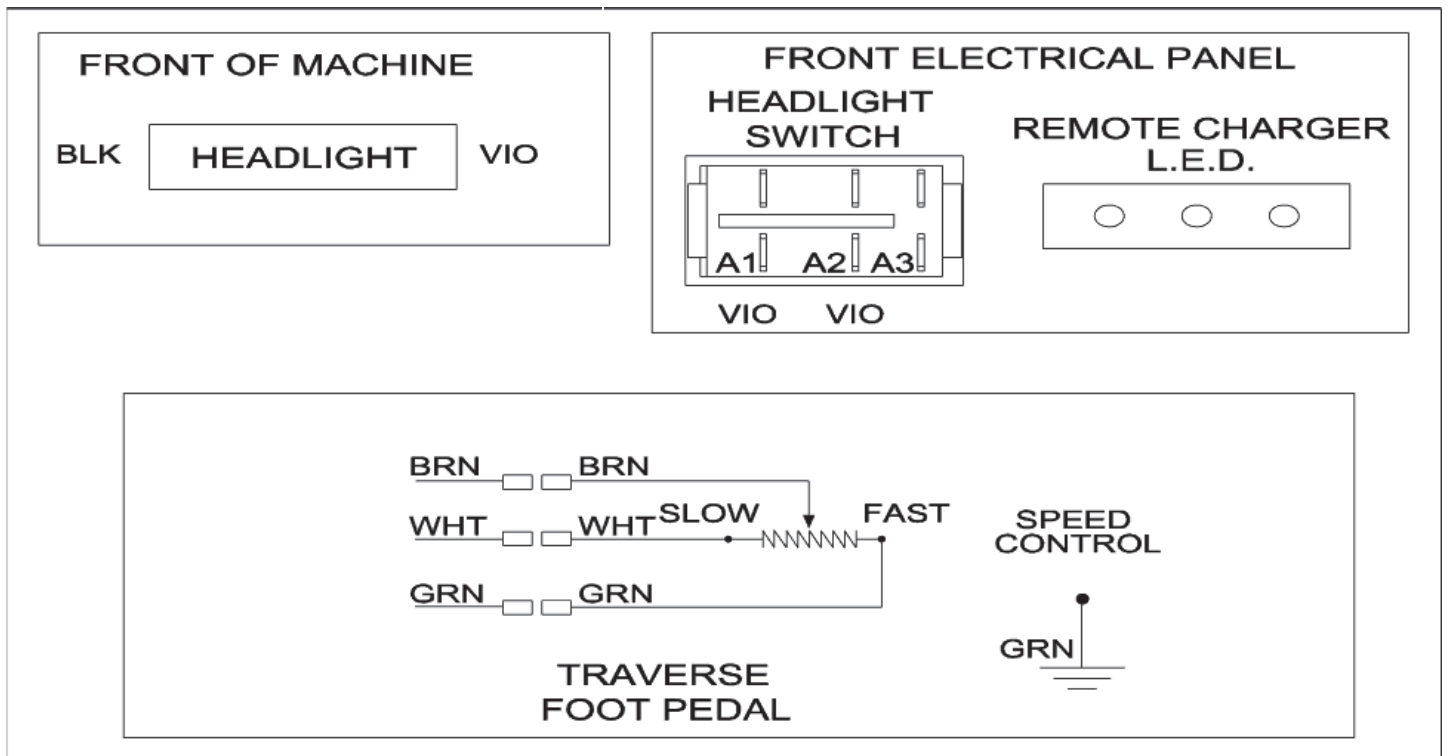 FRONT OF MACHINE
BLK HEADLIGHT VIO
FRONT ELECTRICAL PANEL
HEADLIGHT
SWITCH
REMOTE CHARGER
L.E.D.
A1 A2 A3
VIO VIO
BRN BRN
WHT WHT SLOW FAST
GRN GRN
SPEED
CONTROL
GRN
TRAVERSE
FOOT PEDAL